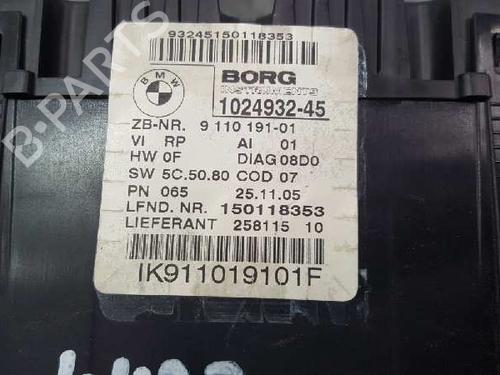 93245150118353
BMW
BORG
INSTRUMENTS
1024932-45
ZB-NR. 9 110 191-01
VI RP AI 01
HW 0F DIAG 08D0
SW 5C.50.80 COD 07
PN 065 25.11.05
LFND. NR. 150118353
LIEFERANT 258115 10
IK911019101F